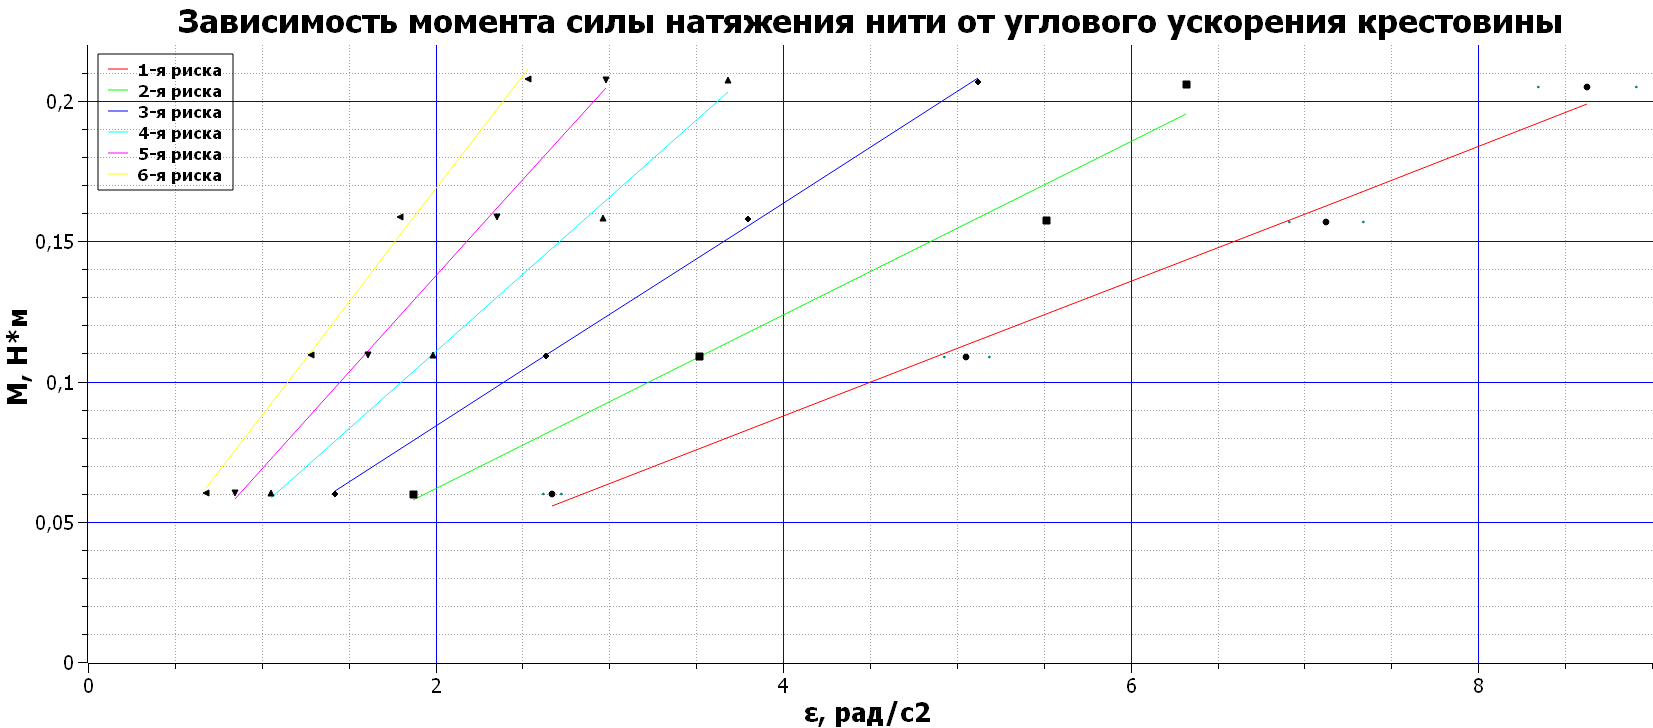 Зависимость момента силы натяжения нити от углового ускорения крестовины
1-я риска
2-я риска
3-я риска
4-я риска
5-я риска
6-я риска
М, Н*м
0,2
0,15
0,1
0,05
0
0 2 4 6 8
ε, рад/с2